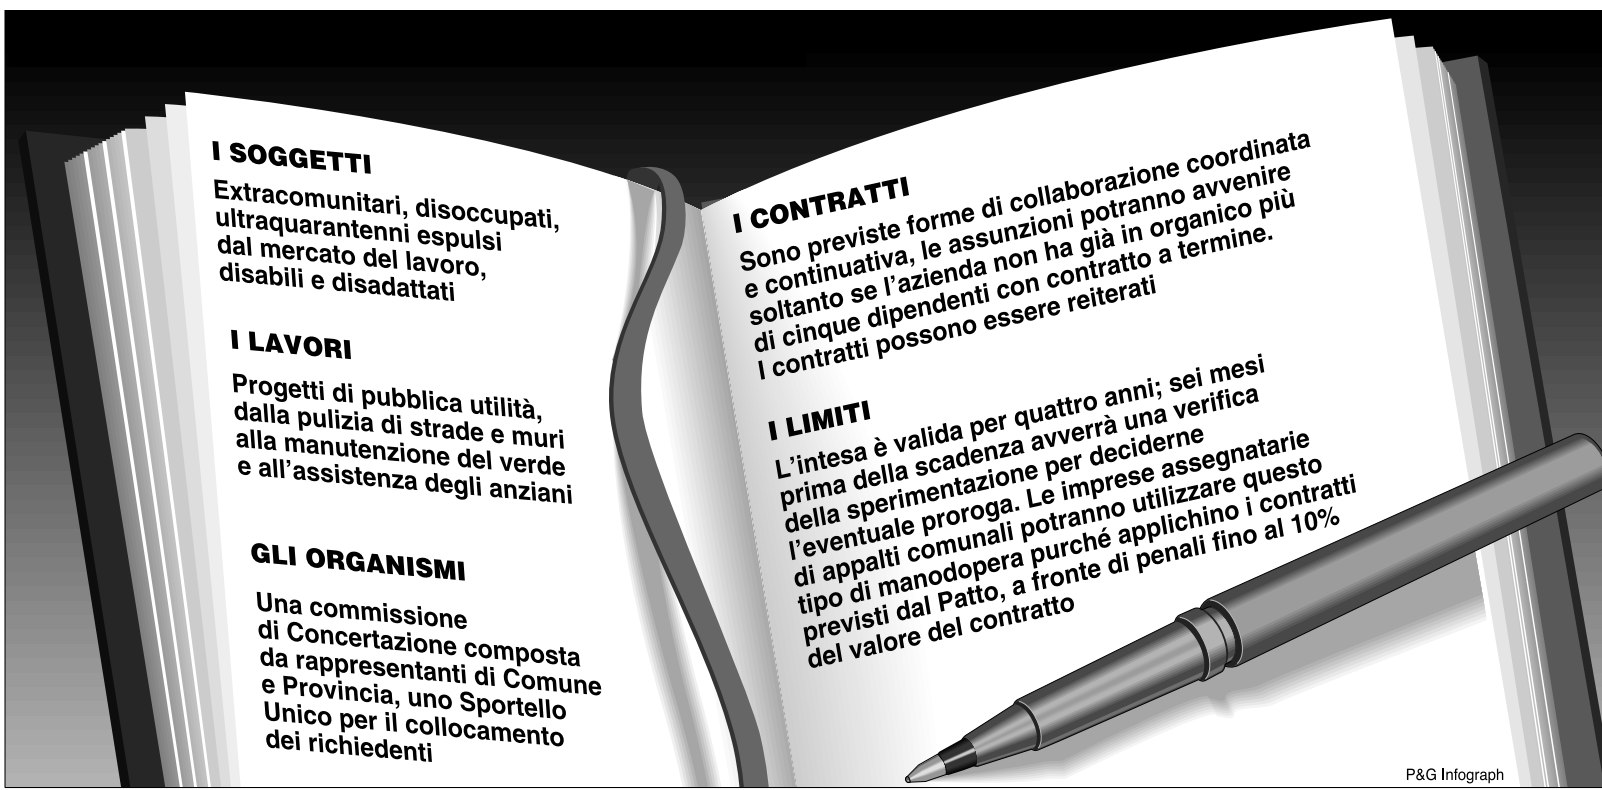 I SOGGETTI
Extracomunitari, disoccupati,
ultraquarantenni espulsi
dal mercato del lavoro,
disabili e disadattati
I LAVORI
Progetti di pubblica utilità,
dalla pulizia di strade e muri
alla manutenzione del verde
e all'assistenza degli anziani
GLI ORGANISMI
Una commissione
di Concertazione composta
da rappresentanti di Comune
e Provincia, uno Sportello
Unico per il collocamento
dei richiedenti
I CONTRATTI
Sono previste forme di collaborazione coordinata
e continuativa, le assunzioni potranno avvenire
soltanto se l'azienda non ha già in organico più
di cinque dipendenti con contratto a termine.
I contratti possono essere reiterati
I LIMITI
L'intesa è valida per quattro anni; sei mesi
prima della scadenza avverrà una verifica
della sperimentazione per deciderne
l'eventuale proroga. Le imprese assegnatarie
di appalti comunali potranno utilizzare questo
tipo di manodopera purché applichino i contratti
previsti dal Patto, a fronte di penali fino al 10%
del valore del contratto
P&G Infograph